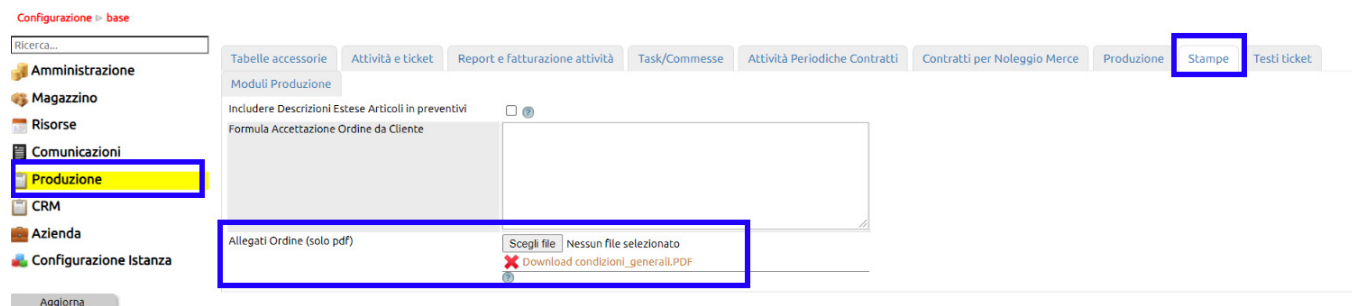 Configurazione ▹ base
Ricerca...
Amministrazione
Magazzino
Risorse
Comunicazioni
Produzione
CRM
Azienda
Configurazione Istanza
Aggiorna
Tabelle accessorie Attività e ticket Report e fatturazione attività Task/Commesse Attività Periodiche Contratti Contratti per Noleggio Merce Produzione Stampe Testi ticket
Moduli Produzione
Includere Descrizioni Estese Articoli in preventivi
Formula Accettazione Ordine da Cliente
Allegati Ordine (solo pdf) Scegli file Nessun file selezionato
Download condizioni_generali.PDF